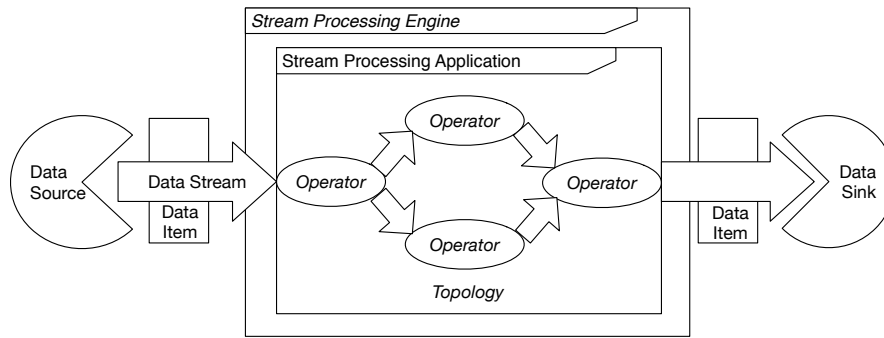 Stream Processing Engine
Stream Processing Application
Operator
Data
Source
Data Stream
Data
Item
Operator
Operator
Operator
Topology
Data
Item
Data
Sink